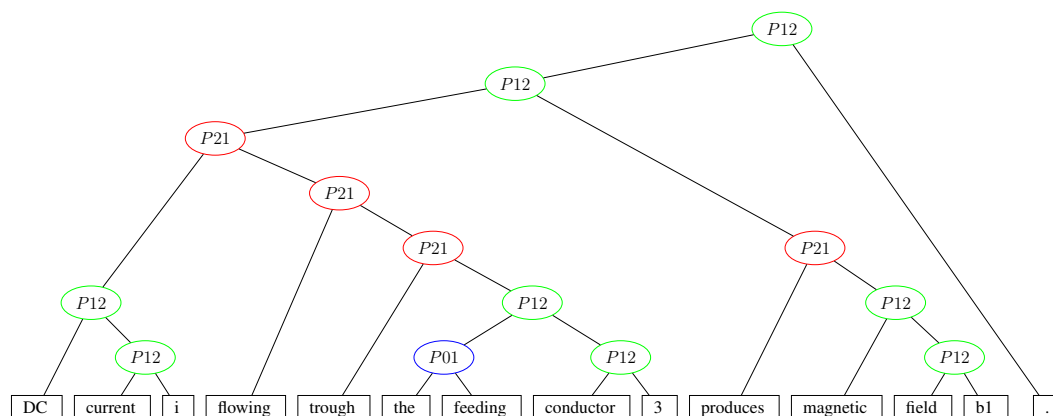 P12
P12
P21
P21
P21 P21
P12 P12 P12
P12 P01 P12 P12
DC current i flowing trough the feeding conductor 3 produces magnetic field b1 .